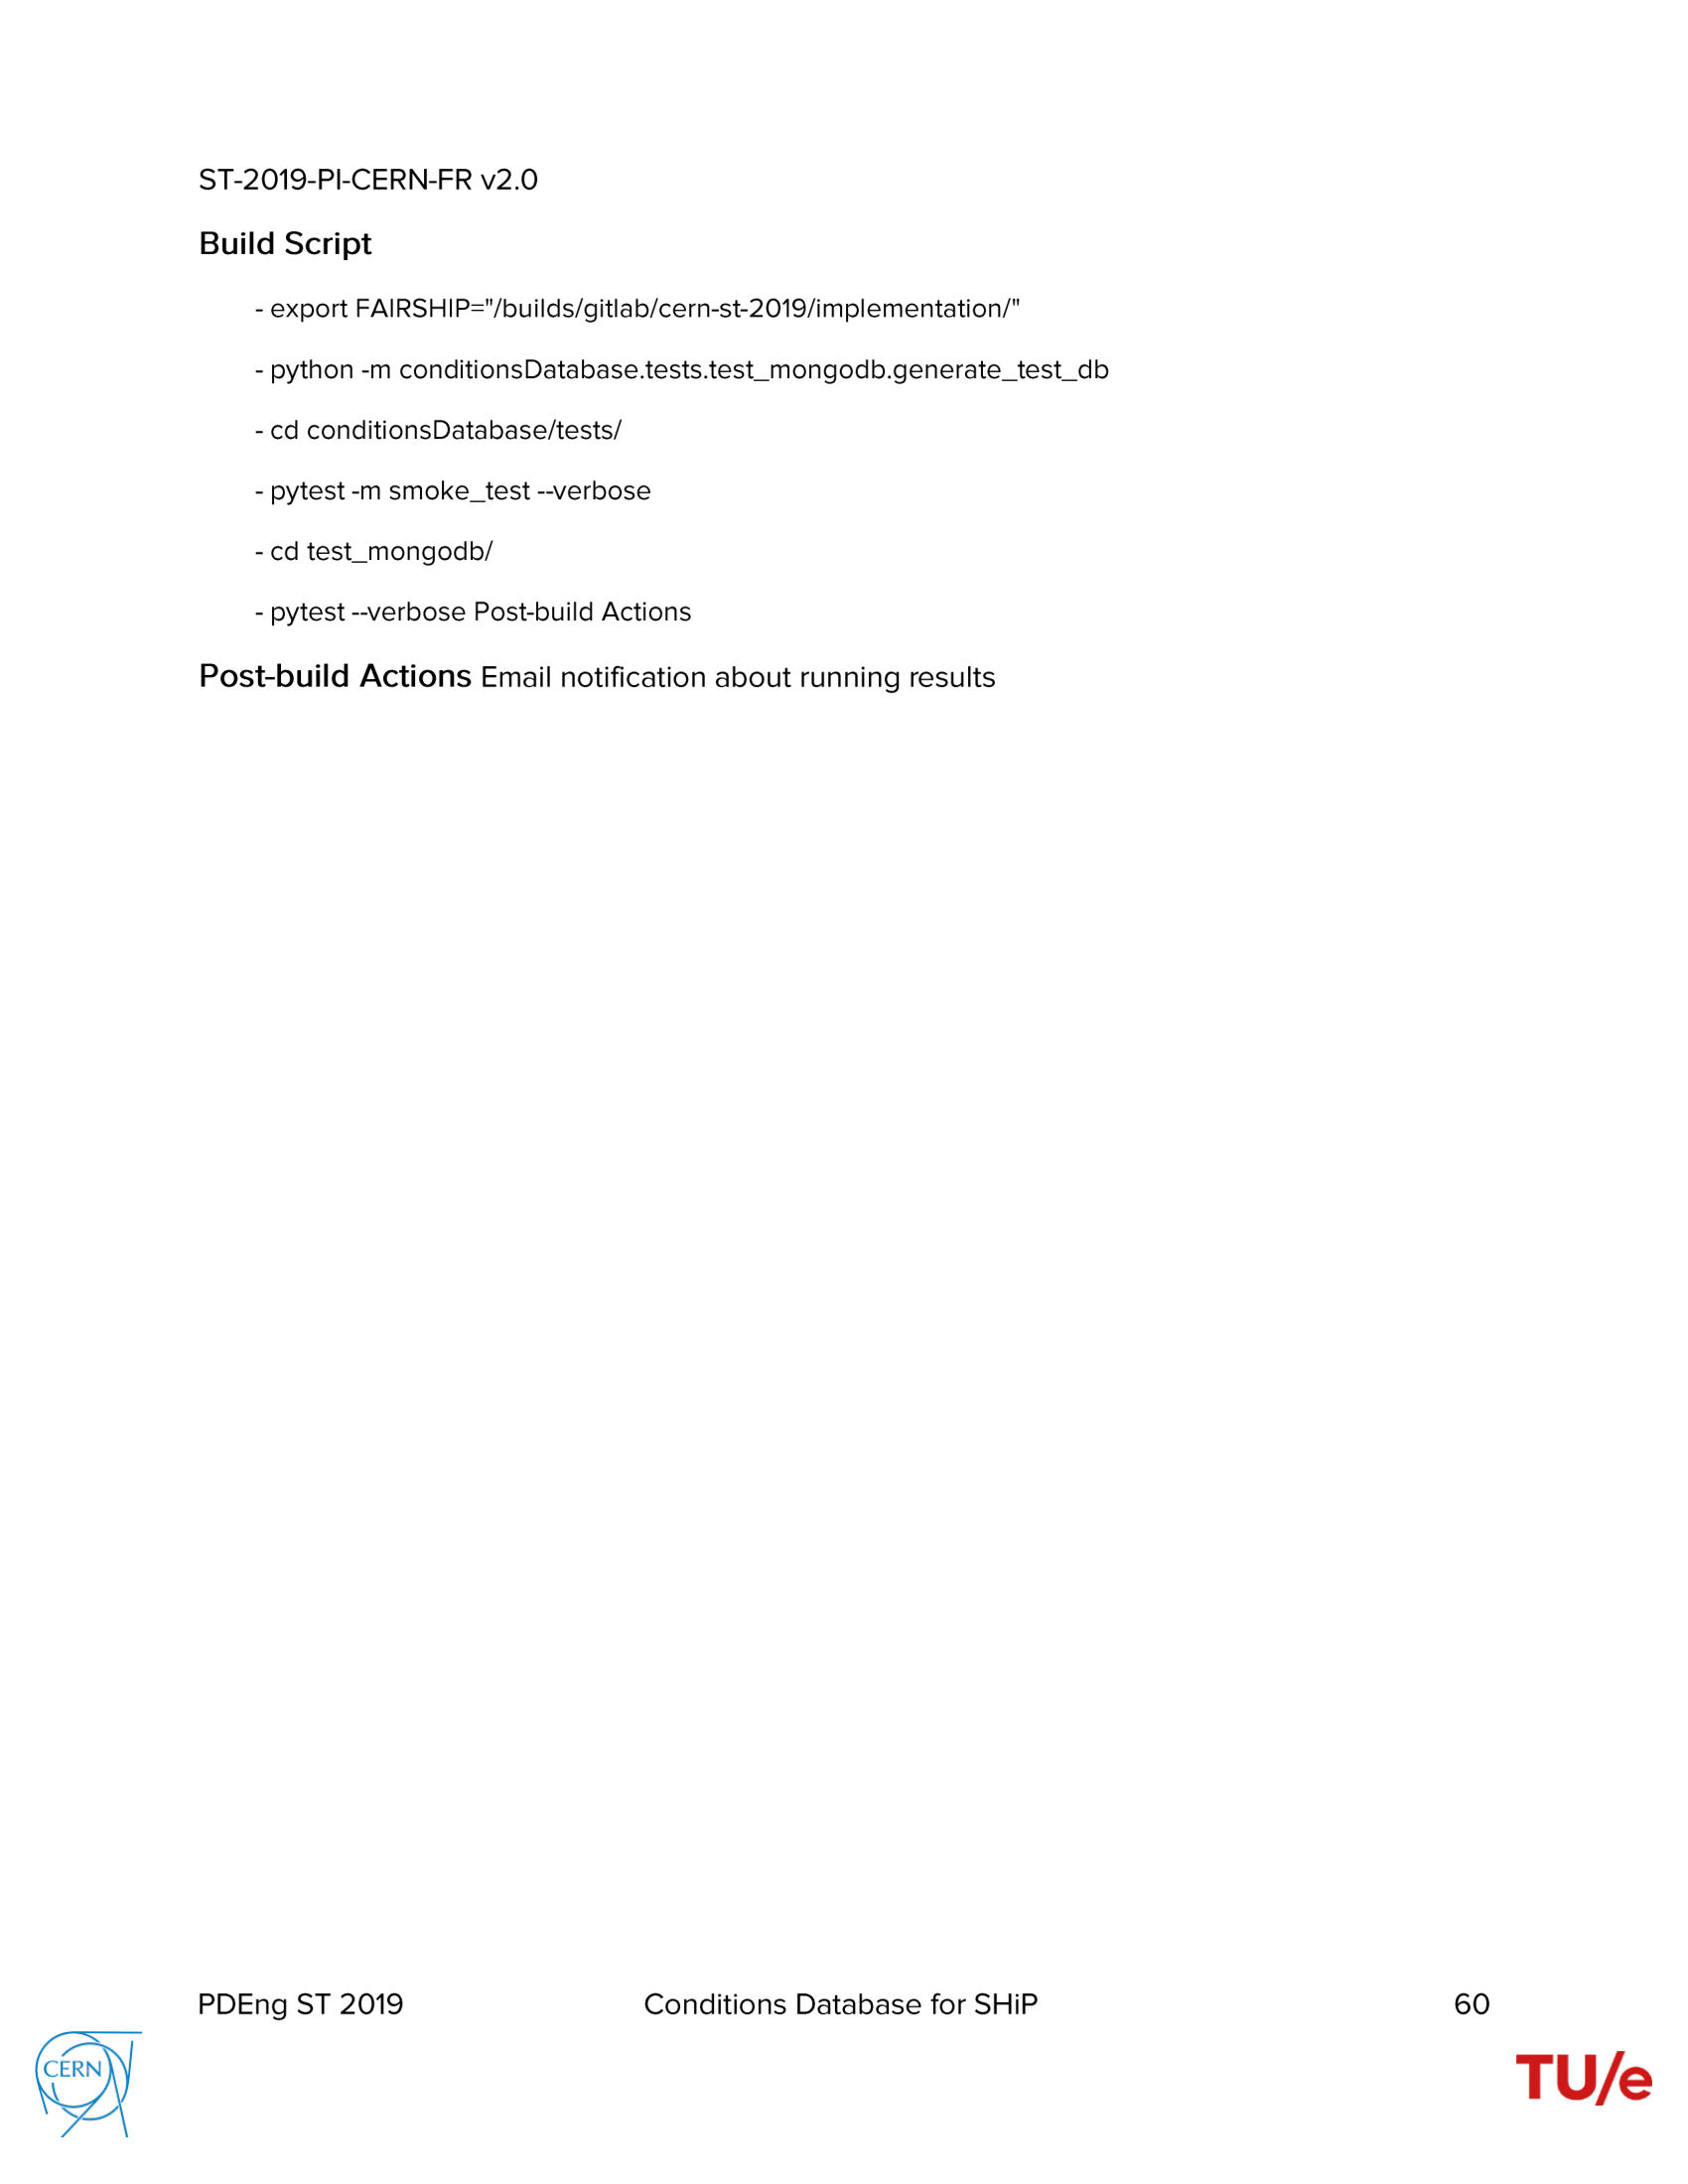 ST-2019-PI-CERN-FR v2.0
Build Script
- export FAIRSHIP="/builds/gitlab/cern-st-2019/implementation/"
- python -m conditionsDatabase.tests.test_mongodb.generate_test_db
- cd conditionsDatabase/tests/
- pytest -m smoke_test --verbose
- cd test_mongodb/
- pytest --verbose Post-build Actions
Post-build Actions Email notification about running results
PDEng ST 2019 Conditions Database for SHiP 60
CERN TU/e